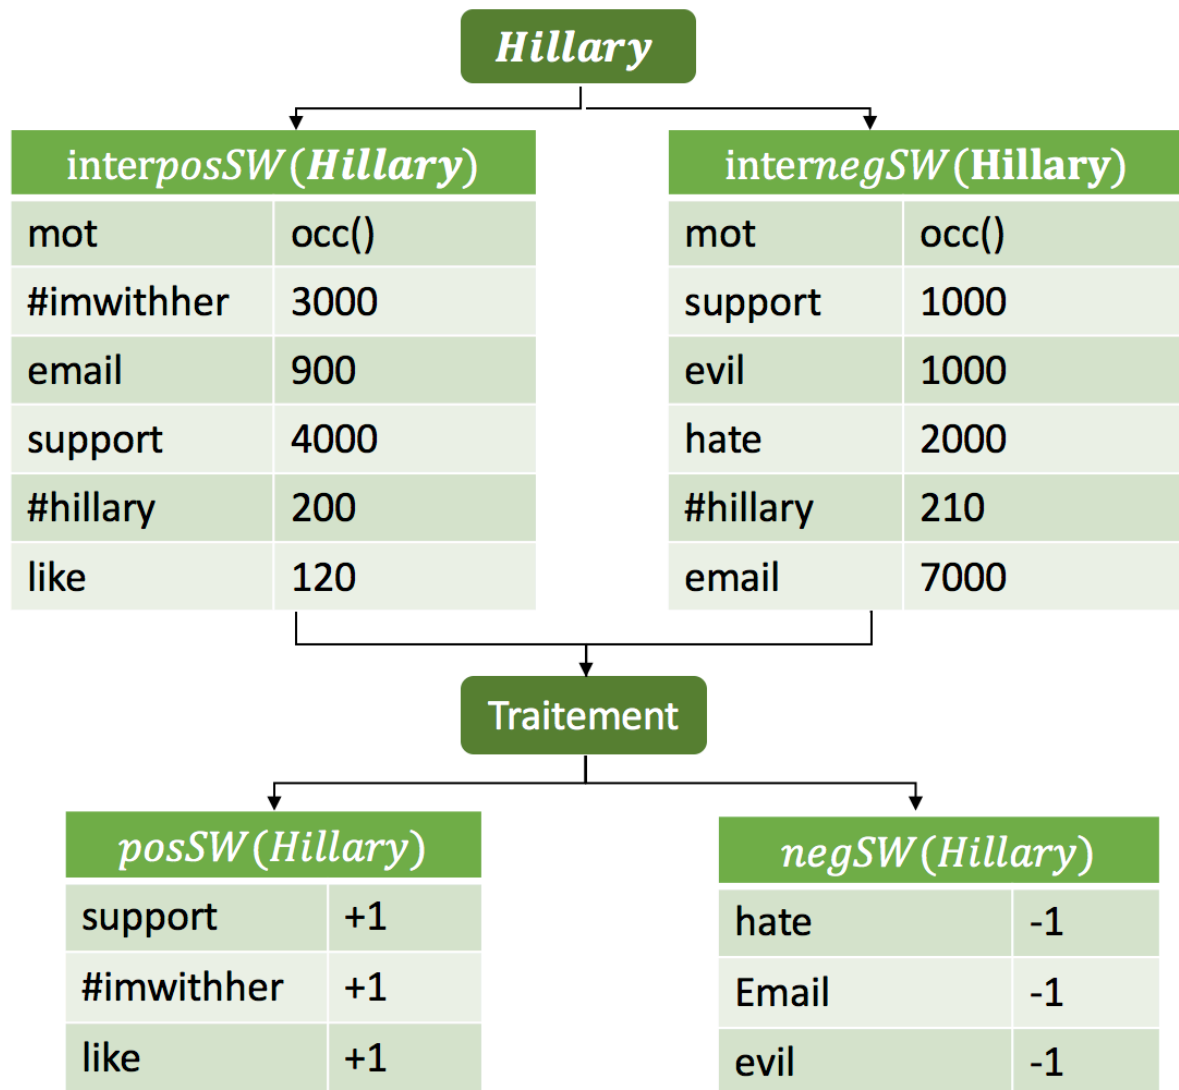 Hillary
interposSW(Hillary)
mot occ()
#imwithher 3000
email 900
support 4000
#hillary 200
like 120
internegSW(Hillary)
mot occ()
support 1000
evil 1000
hate 2000
#hillary 210
email 7000
Traitement
posSW(Hillary)
support +1
#imwithher +1
like +1
negSW(Hillary)
hate -1
Email -1
evil -1